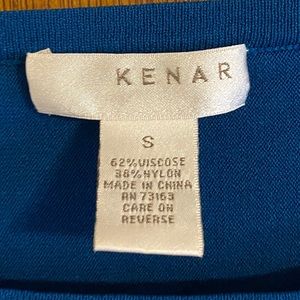 KENAR
S
62%VISCOSE
38%NYLON
MADE IN CHINA
RN 73163
CARE ON
REVERSE